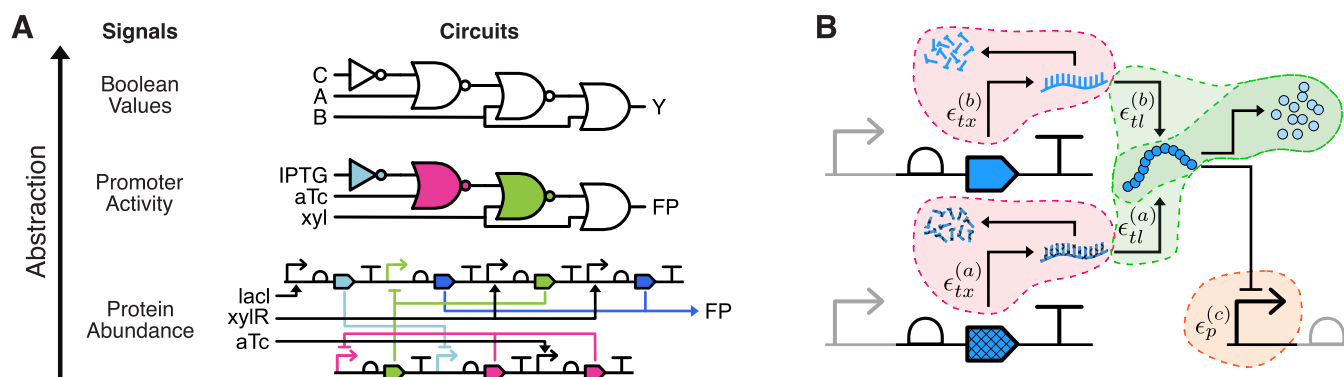 A
Signals
Circuits
Abstraction
Boolean
Values
C
A
B
Y
Promoter
Activity
IPTG
aTc
xyl
FP
Protein
Abundance
lacI
xylR
aTc
FP
B
ϵ_tx^(b)
ϵ_tl^(b)
ϵ_tx^(a)
ϵ_tl^(a)
ϵ_p^(c)